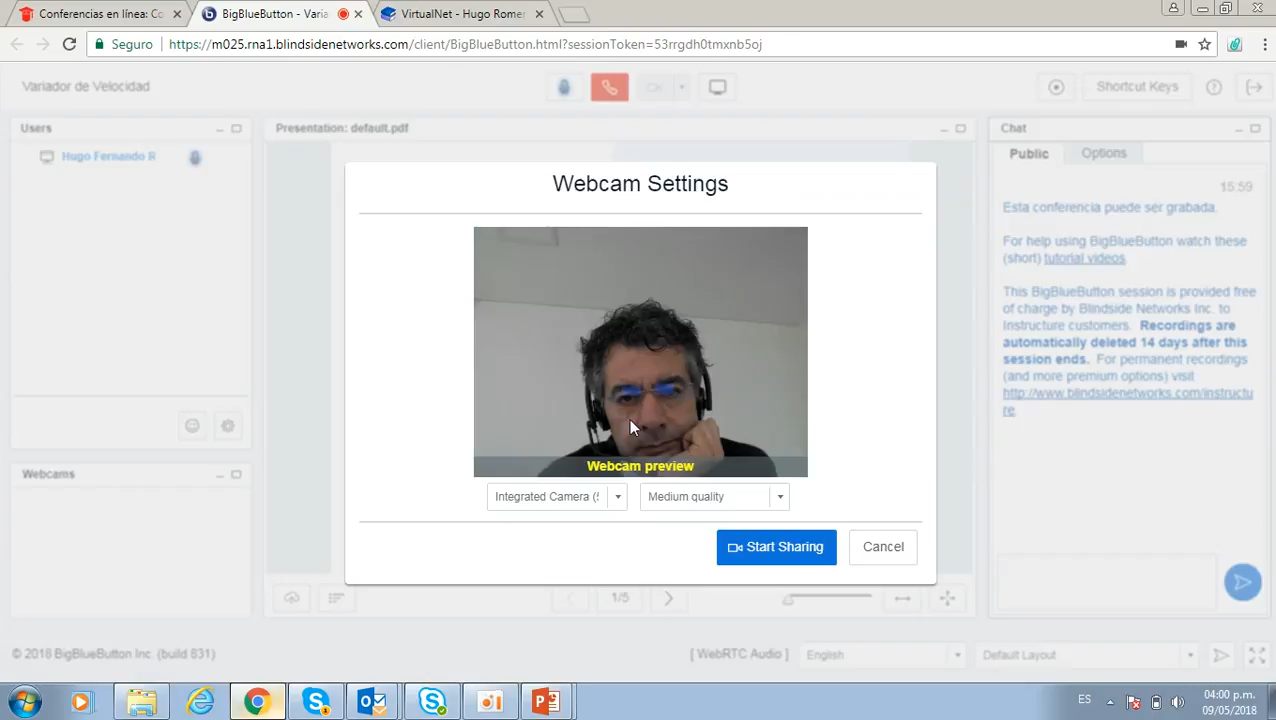 Conferencias en línea: Co
BigBlueButton - Varia
VirtualNet - Hugo Romer
Seguro
https://m025.rna1.blindsidenetworks.com/client/BigBlueButton.html?sessionToken=53rrgdh0tmxnb5oj
Variador de Velocidad
Shortcut Keys
Users
Hugo Fernando R
Presentation: default.pdf
Webcam Settings
Webcam preview
Integrated Camera (5
Medium quality
Start Sharing
Cancel
1/5
Webcams
Chat
Public
Options
15:59
Esta conferencia puede ser grabada.
For help using BigBlueButton watch these
(short) tutorial videos.
This BigBlueButton session is provided free
of charge by Blindside Networks Inc. to
Instructure customers. Recordings are
automatically deleted 14 days after this
session ends. For permanent recordings
(and more premium options) visit
http://www.blindsidenetworks.com/instructu
re.
© 2018 BigBlueButton Inc. (build 831)
[ WebRTC Audio ]
English
Default Layout
ES
04:00 p.m.
09/05/2018